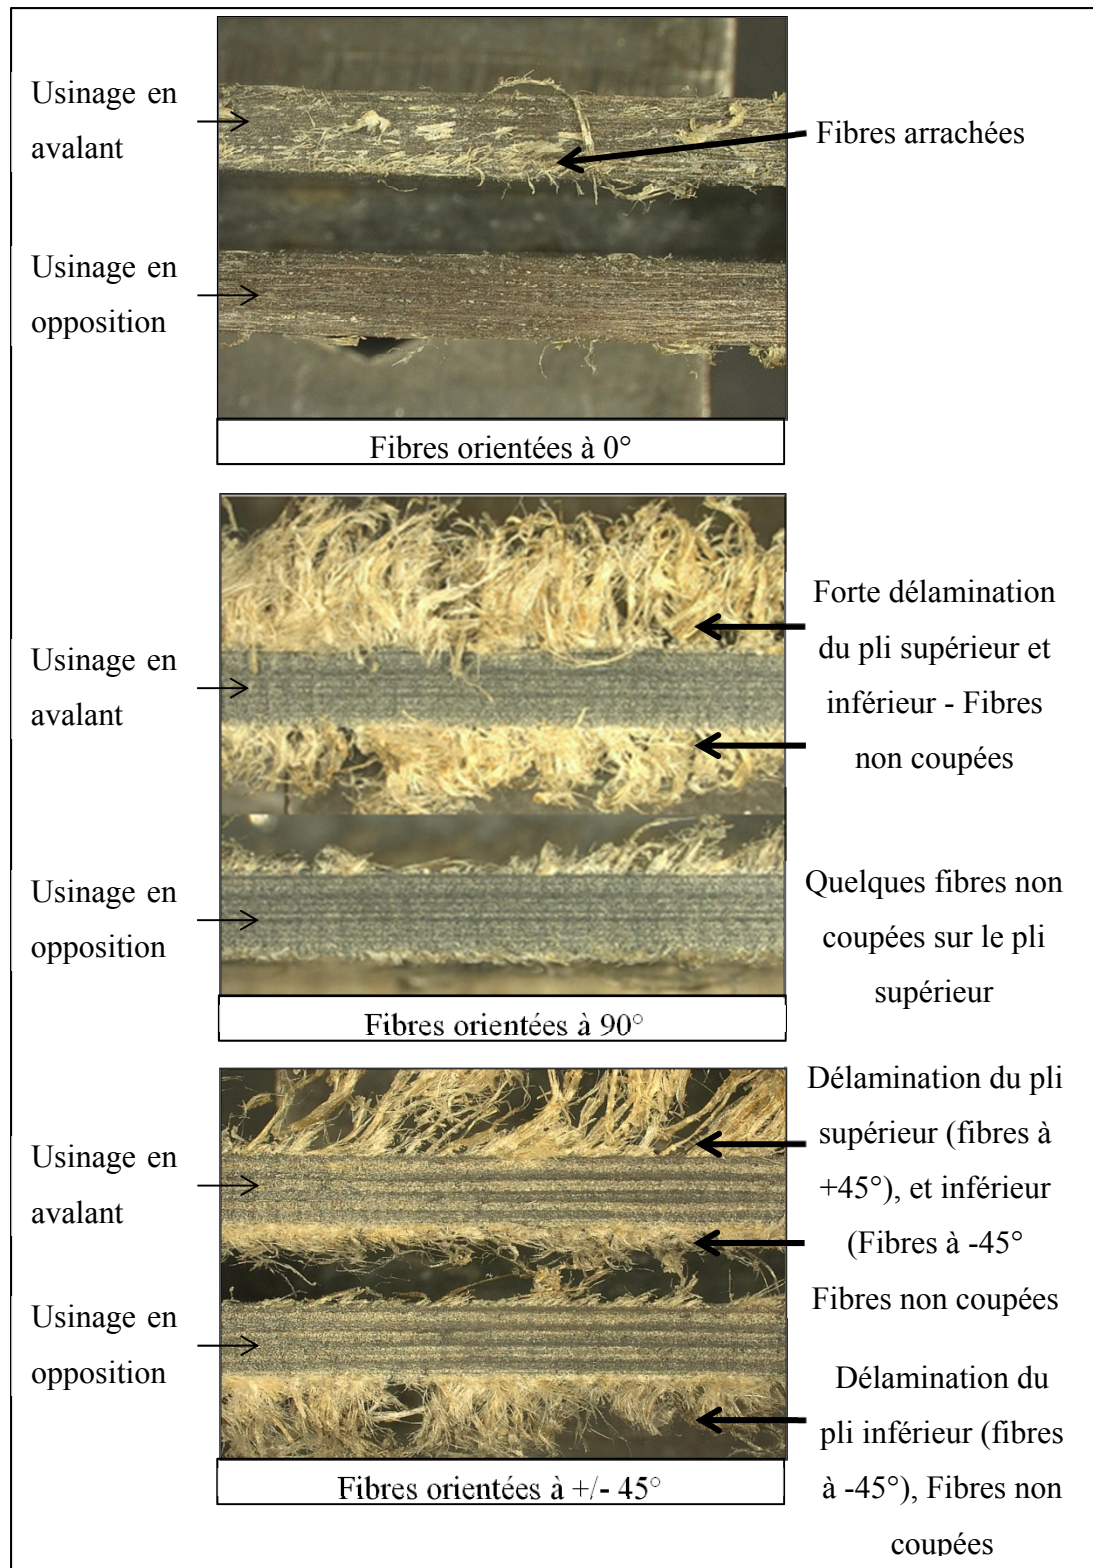 Usinage en
avalant
Fibres arrachées
Usinage en
opposition
Fibres orientées à 0°
Usinage en
avalant
Forte délamination
du pli supérieur et
inférieur - Fibres
non coupées
Usinage en
opposition
Quelques fibres non
coupées sur le pli
supérieur
Fibres orientées à 90°
Usinage en
avalant
Délamination du pli
supérieur (fibres à
+45°), et inférieur
(Fibres à -45°
Fibres non coupées
Usinage en
opposition
Délamination du
pli inférieur (fibres
à -45°), Fibres non
coupées
Fibres orientées à +/- 45°